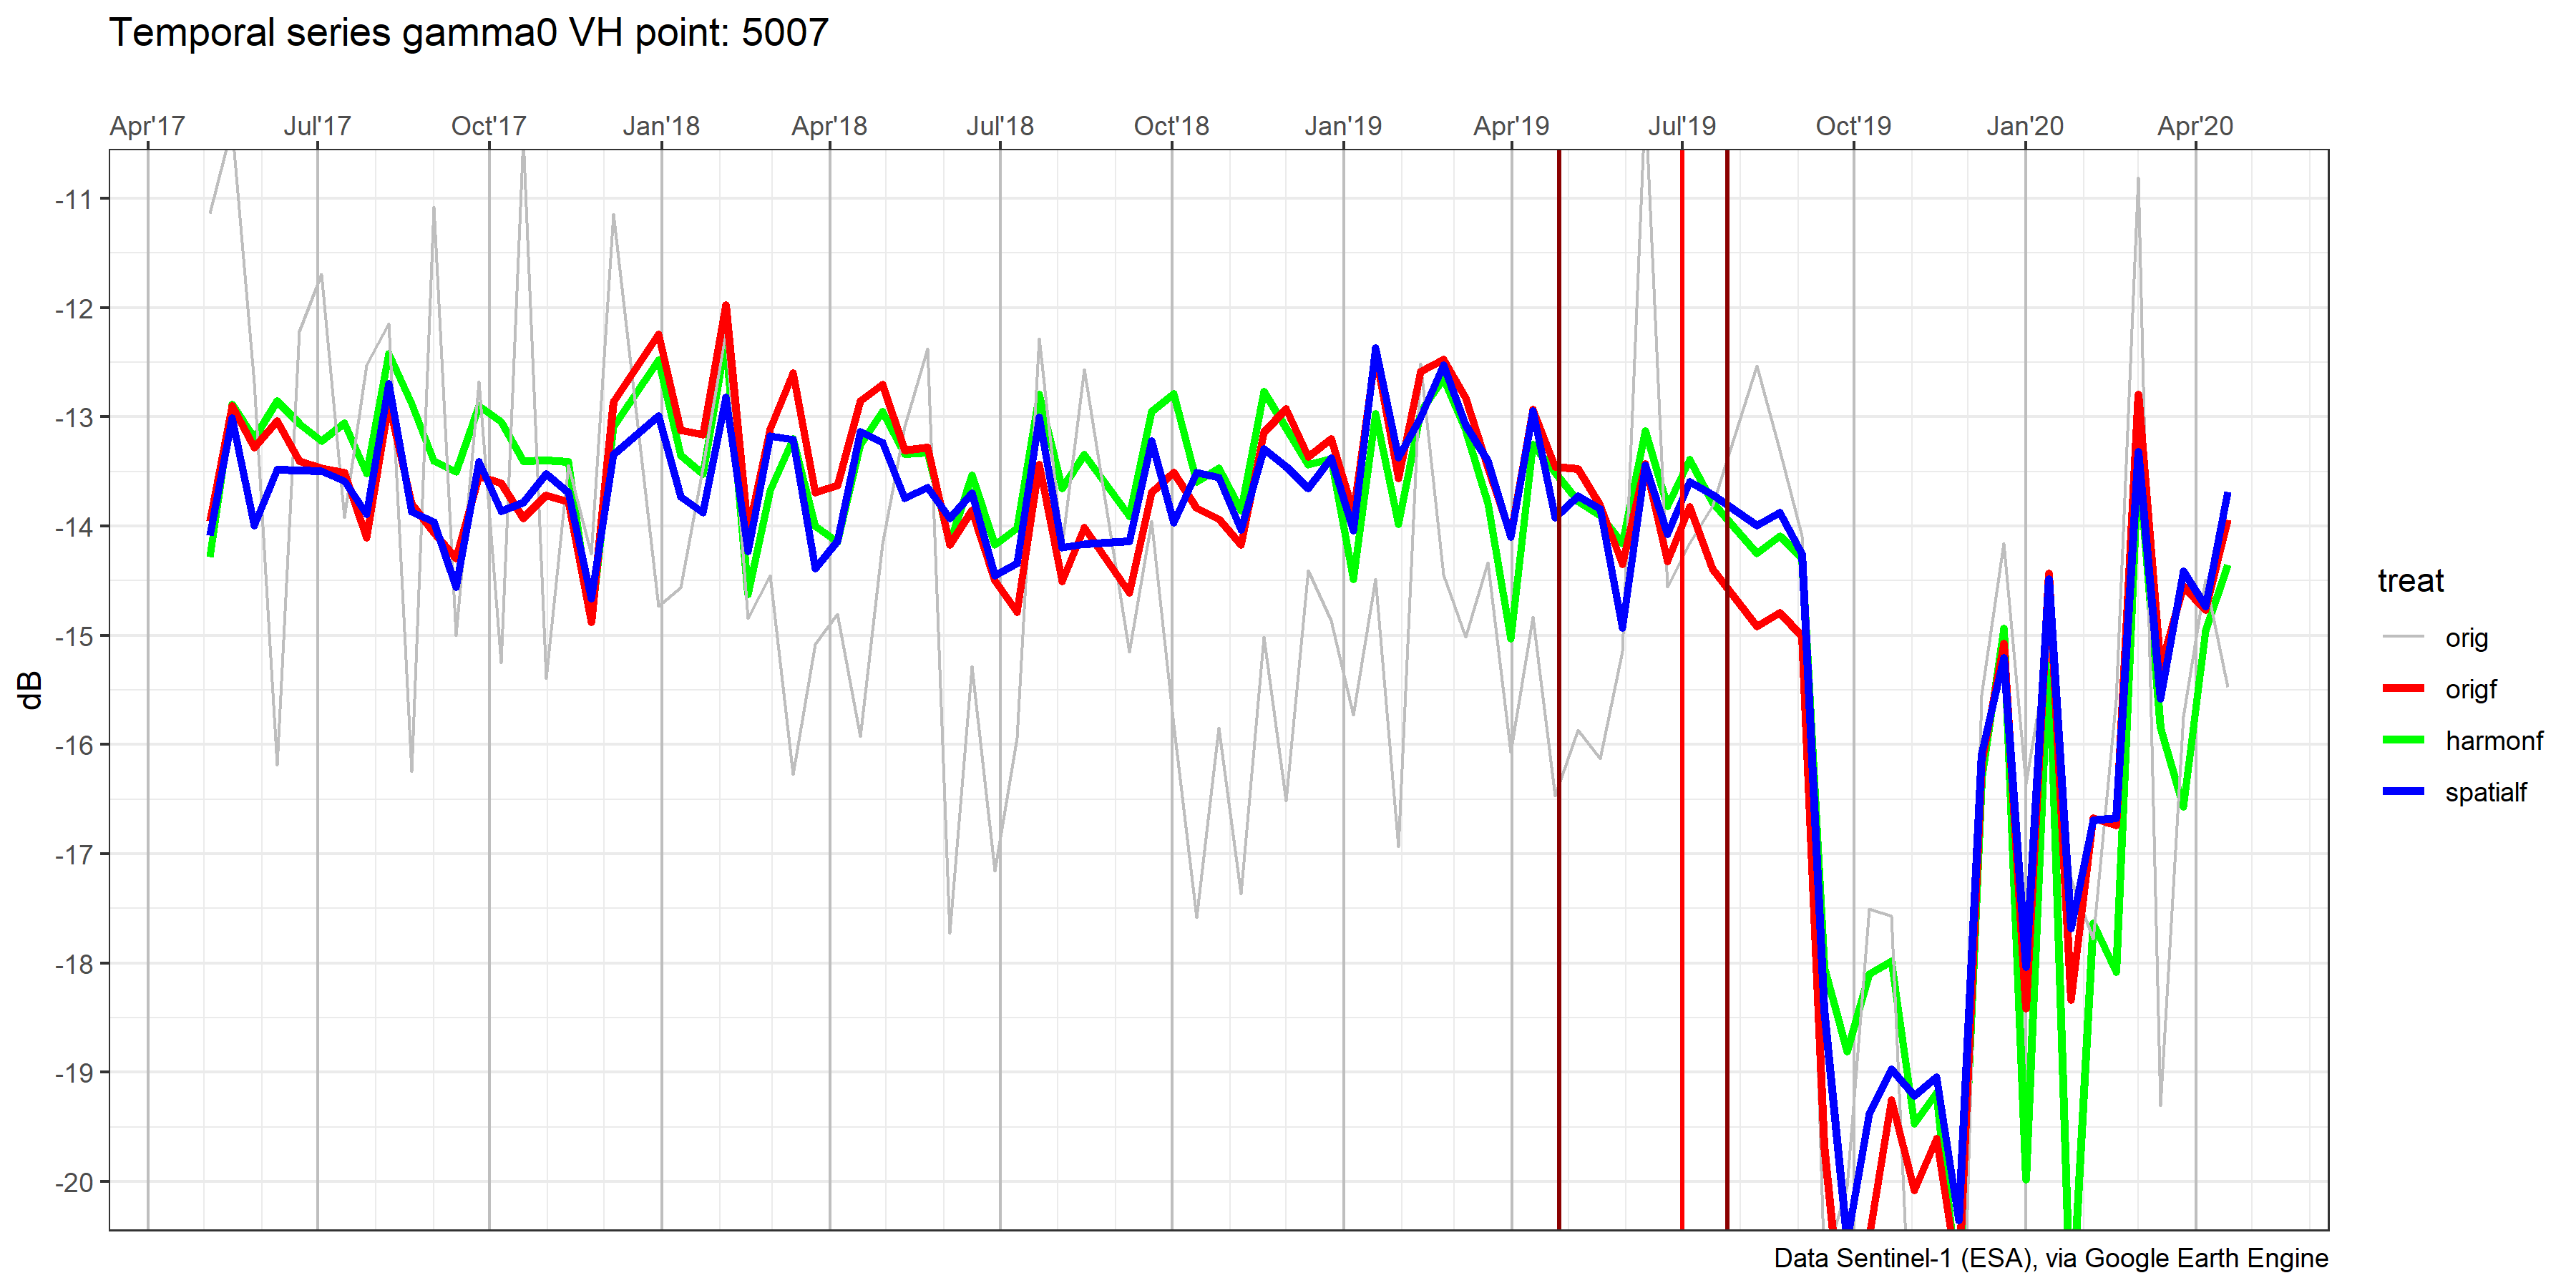 Temporal series gamma0 VH point: 5007
Apr'17 Jul'17 Oct'17 Jan'18 Apr'18 Jul'18 Oct'18 Jan'19 Apr'19 Jul'19 Oct'19 Jan'20 Apr'20
-11
-12
-13
-14
-15
-16
-17
-18
-19
-20
dB
treat
orig
origf
harmonf
spatialf
Data Sentinel-1 (ESA), via Google Earth Engine